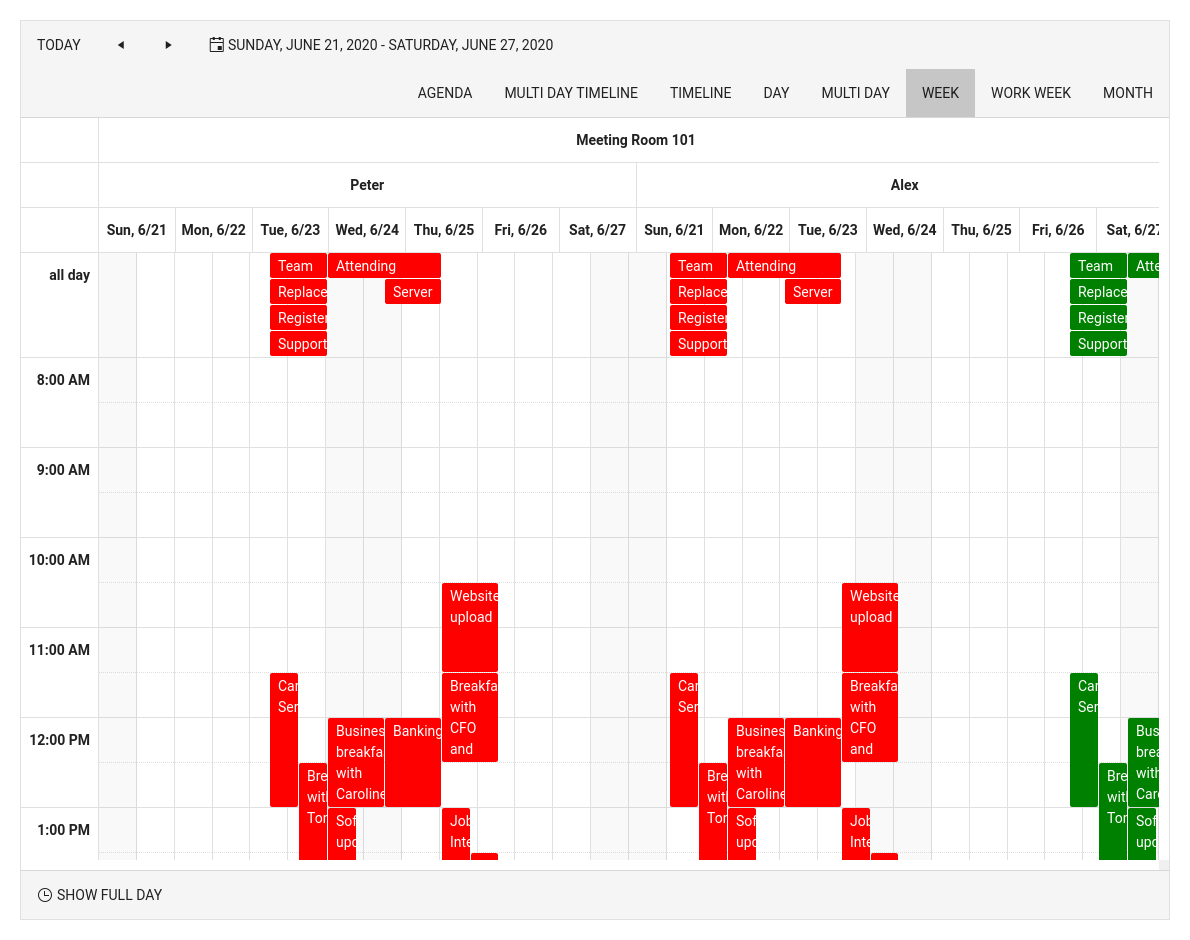 TODAY
SUNDAY, JUNE 21, 2020 - SATURDAY, JUNE 27, 2020
AGENDA MULTI DAY TIMELINE TIMELINE DAY MULTI DAY WEEK WORK WEEK MONTH
Meeting Room 101
Peter Alex
Sun, 6/21 Mon, 6/22 Tue, 6/23 Wed, 6/24 Thu, 6/25 Fri, 6/26 Sat, 6/27 Sun, 6/21 Mon, 6/22 Tue, 6/23 Wed, 6/24 Thu, 6/25 Fri, 6/26 Sat, 6/27
all day
Team Attending Team Attending Team Atte
Replace Server Replace Server Replace
Register Register Register
Support Support Support
8:00 AM
9:00 AM
10:00 AM
Website Website
upload upload
11:00 AM
Car Breakfa Car Breakfa Car
Ser with Ser with Ser
CFO CFO
and and
12:00 PM
Busines Banking Busines Banking Bus
breakfa breakfa brea
with with with
Caroline Caroline Caro
Bre Bre Bre
with with with
Tor Tor Tor
1:00 PM
Sof Job Sof Job Sof
upd Inte upd Inte upd
SHOW FULL DAY